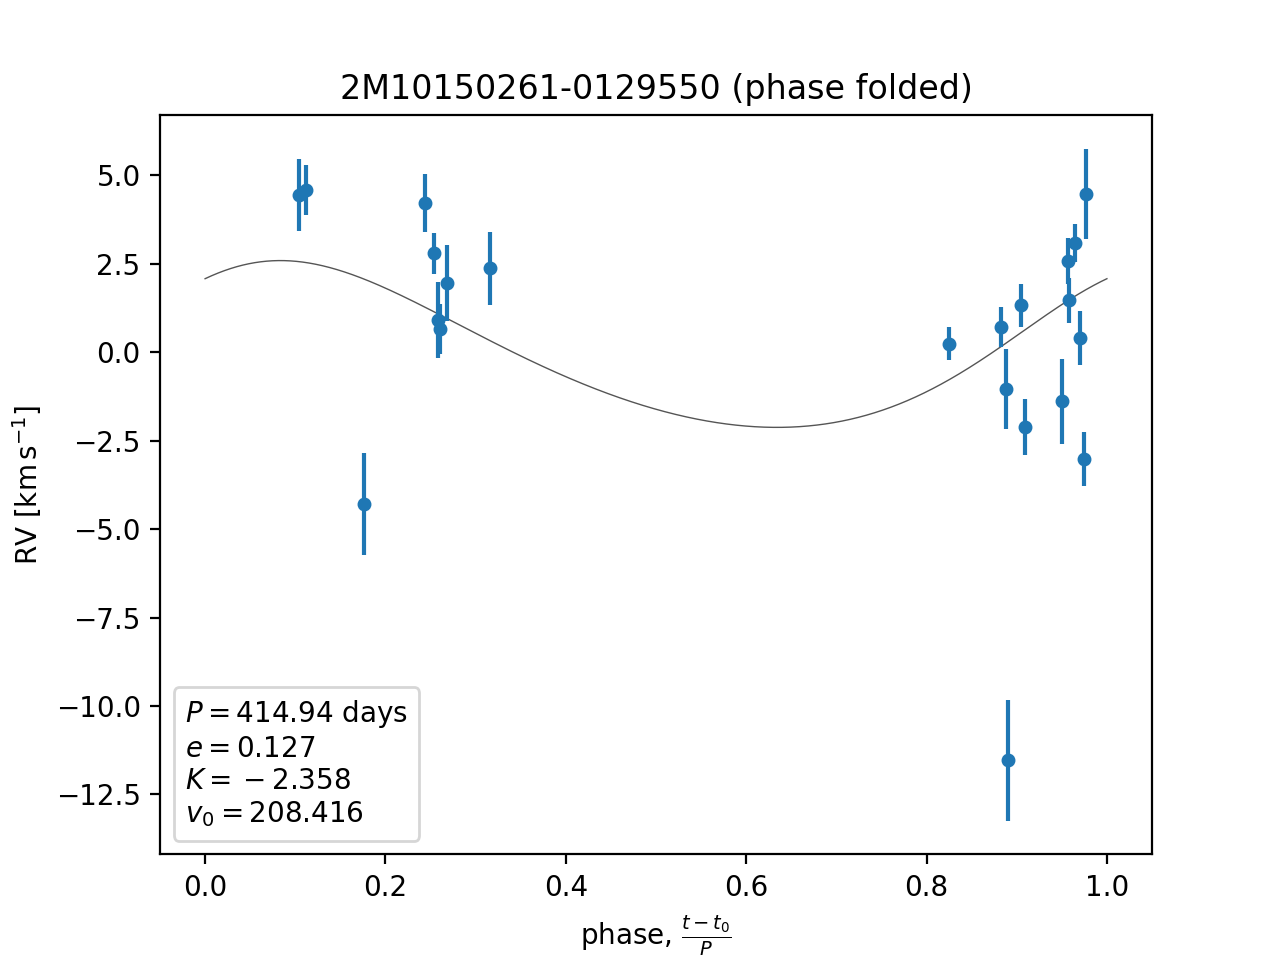 2M10150261-0129550 (phase folded)
RV [km s⁻¹]
5.0
2.5
0.0
−2.5
−5.0
−7.5
−10.0
−12.5
P = 414.94 days
e = 0.127
K = −2.358
v₀ = 208.416
0.0 0.2 0.4 0.6 0.8 1.0
phase, (t − t₀)/P